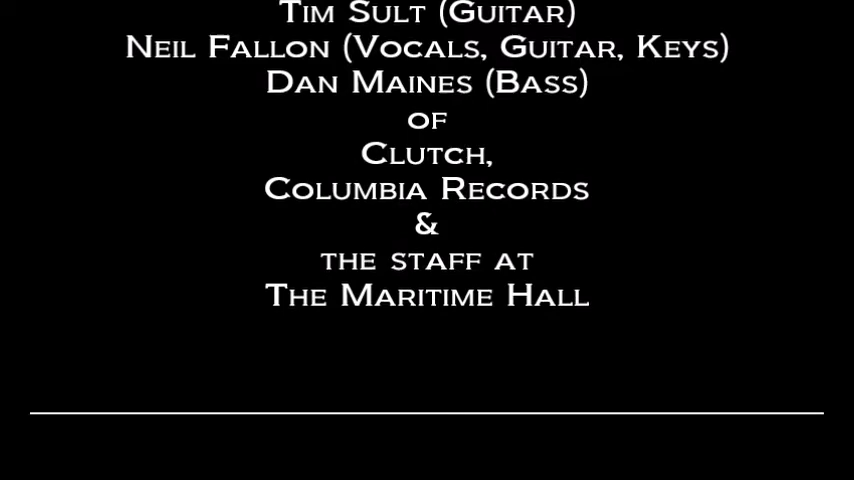 Tim Sult (Guitar)
Neil Fallon (Vocals, Guitar, Keys)
Dan Maines (Bass)
of
Clutch,
Columbia Records
&
the staff at
The Maritime Hall